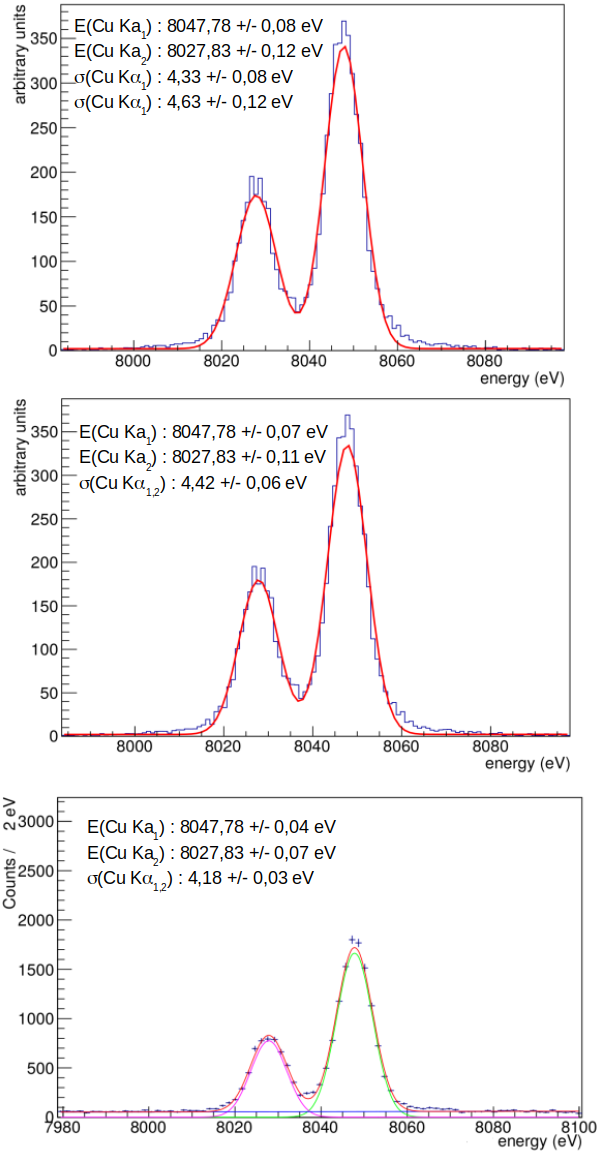 E(Cu Ka1) : 8047,78 +/- 0,08 eV
E(Cu Ka2) : 8027,83 +/- 0,12 eV
σ(Cu Kα1) : 4,33 +/- 0,08 eV
σ(Cu Kα1) : 4,63 +/- 0,12 eV
arbitrary units
350
300
250
200
150
100
50
0
8000 8020 8040 8060 8080
energy (eV)
E(Cu Ka1) : 8047,78 +/- 0,07 eV
E(Cu Ka2) : 8027,83 +/- 0,11 eV
σ(Cu Kα1,2) : 4,42 +/- 0,06 eV
arbitrary units
350
300
250
200
150
100
50
0
8000 8020 8040 8060 8080
energy (eV)
E(Cu Ka1) : 8047,78 +/- 0,04 eV
E(Cu Ka2) : 8027,83 +/- 0,07 eV
σ(Cu Kα1,2) : 4,18 +/- 0,03 eV
Counts / 2 eV
3000
2500
2000
1500
1000
500
0
7980 8000 8020 8040 8060 8080 8100
energy (eV)